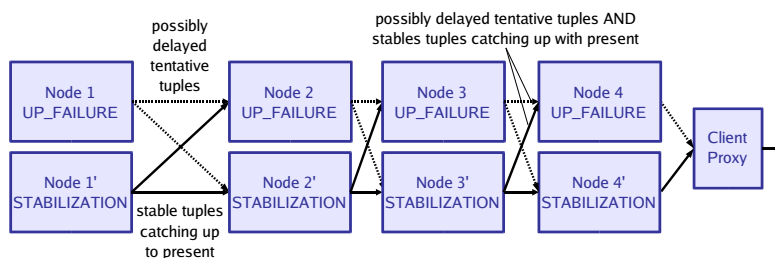 possibly
delayed
tentative
tuples
possibly delayed tentative tuples AND
stables tuples catching up with present
Node 1
UP_FAILURE
Node 2
UP_FAILURE
Node 3
UP_FAILURE
Node 4
UP_FAILURE
Client
Proxy
Node 1'
STABILIZATION
Node 2'
STABILIZATION
Node 3'
STABILIZATION
Node 4'
STABILIZATION
stable tuples
catching up
to present